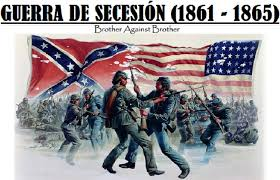 GUERRA DE SECESIÓN (1861 - 1865)
Brother Against Brother